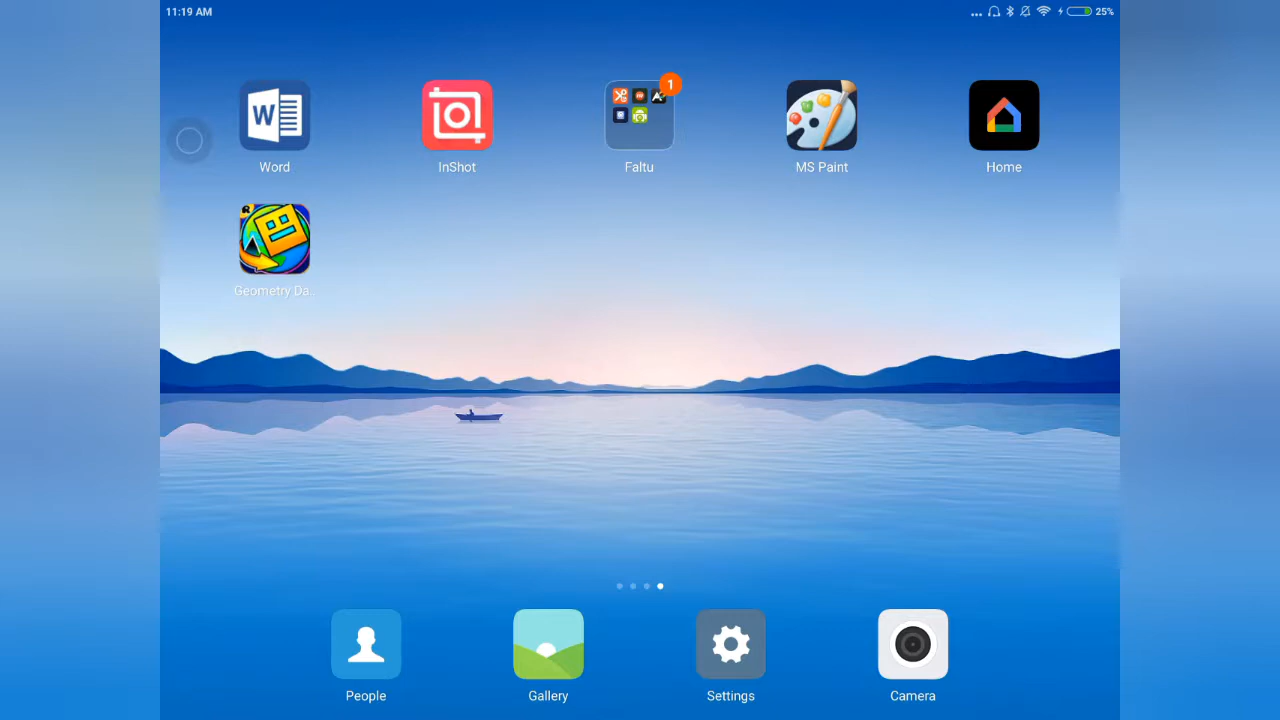 11:19 AM
25%
1
W
Word
InShot
Faltu
MS Paint
Home
R
Geometry Da..
People
Gallery
Settings
Camera